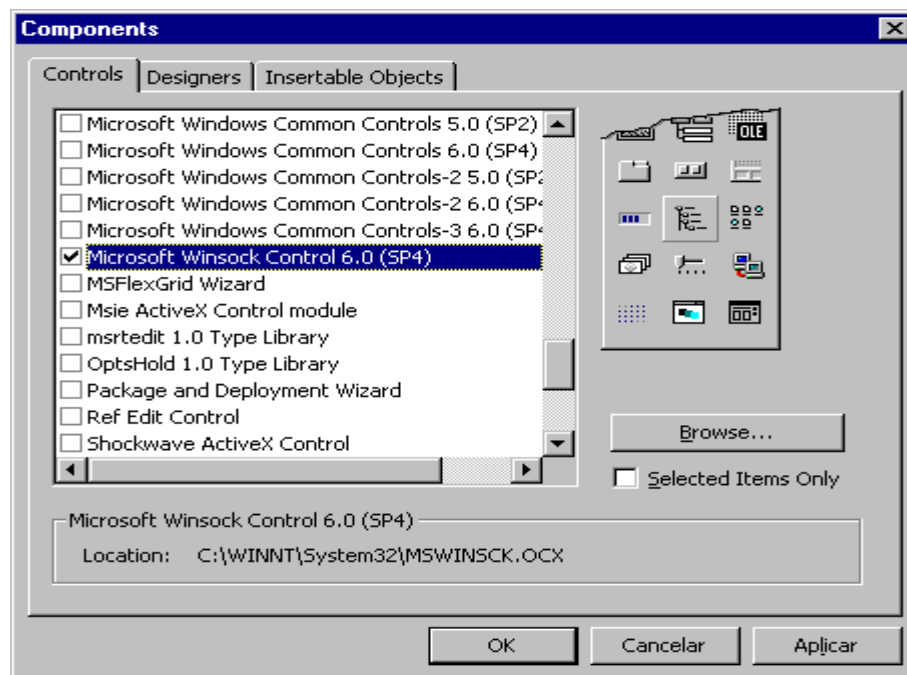 Components
Controls Designers Insertable Objects
Microsoft Windows Common Controls 5.0 (SP2)
Microsoft Windows Common Controls 6.0 (SP4)
Microsoft Windows Common Controls-2 5.0 (SP2
Microsoft Windows Common Controls-2 6.0 (SP4
Microsoft Windows Common Controls-3 6.0 (SP4
Microsoft Winsock Control 6.0 (SP4)
MSFlexGrid Wizard
Msie ActiveX Control module
msrtedit 1.0 Type Library
OptsHold 1.0 Type Library
Package and Deployment Wizard
Ref Edit Control
Shockwave ActiveX Control
OLE
Browse...
Selected Items Only
Microsoft Winsock Control 6.0 (SP4)
Location: C:\WINNT\System32\MSWINSCK.OCX
OK Cancelar Aplicar